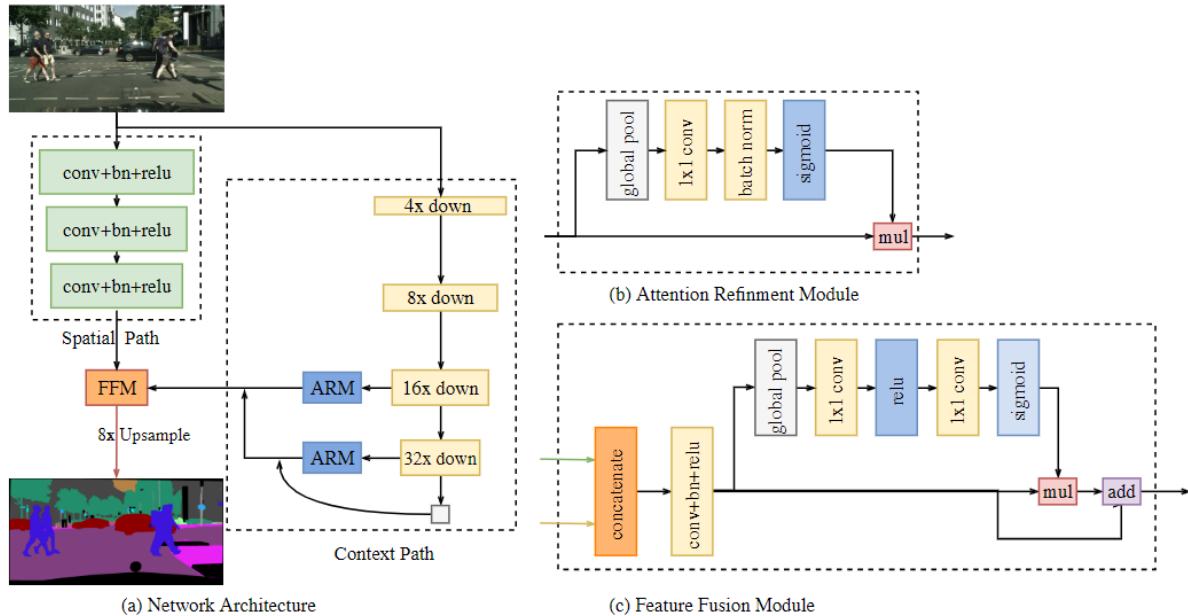 conv+bn+relu
conv+bn+relu
conv+bn+relu
Spatial Path
FFM
8x Upsample
4x down
8x down
ARM
16x down
ARM
32x down
Context Path
(a) Network Architecture
global pool
1x1 conv
batch norm
sigmoid
mul
(b) Attention Refinment Module
concatenate
conv+bn+relu
global pool
1x1 conv
relu
1x1 conv
sigmoid
mul
add
(c) Feature Fusion Module